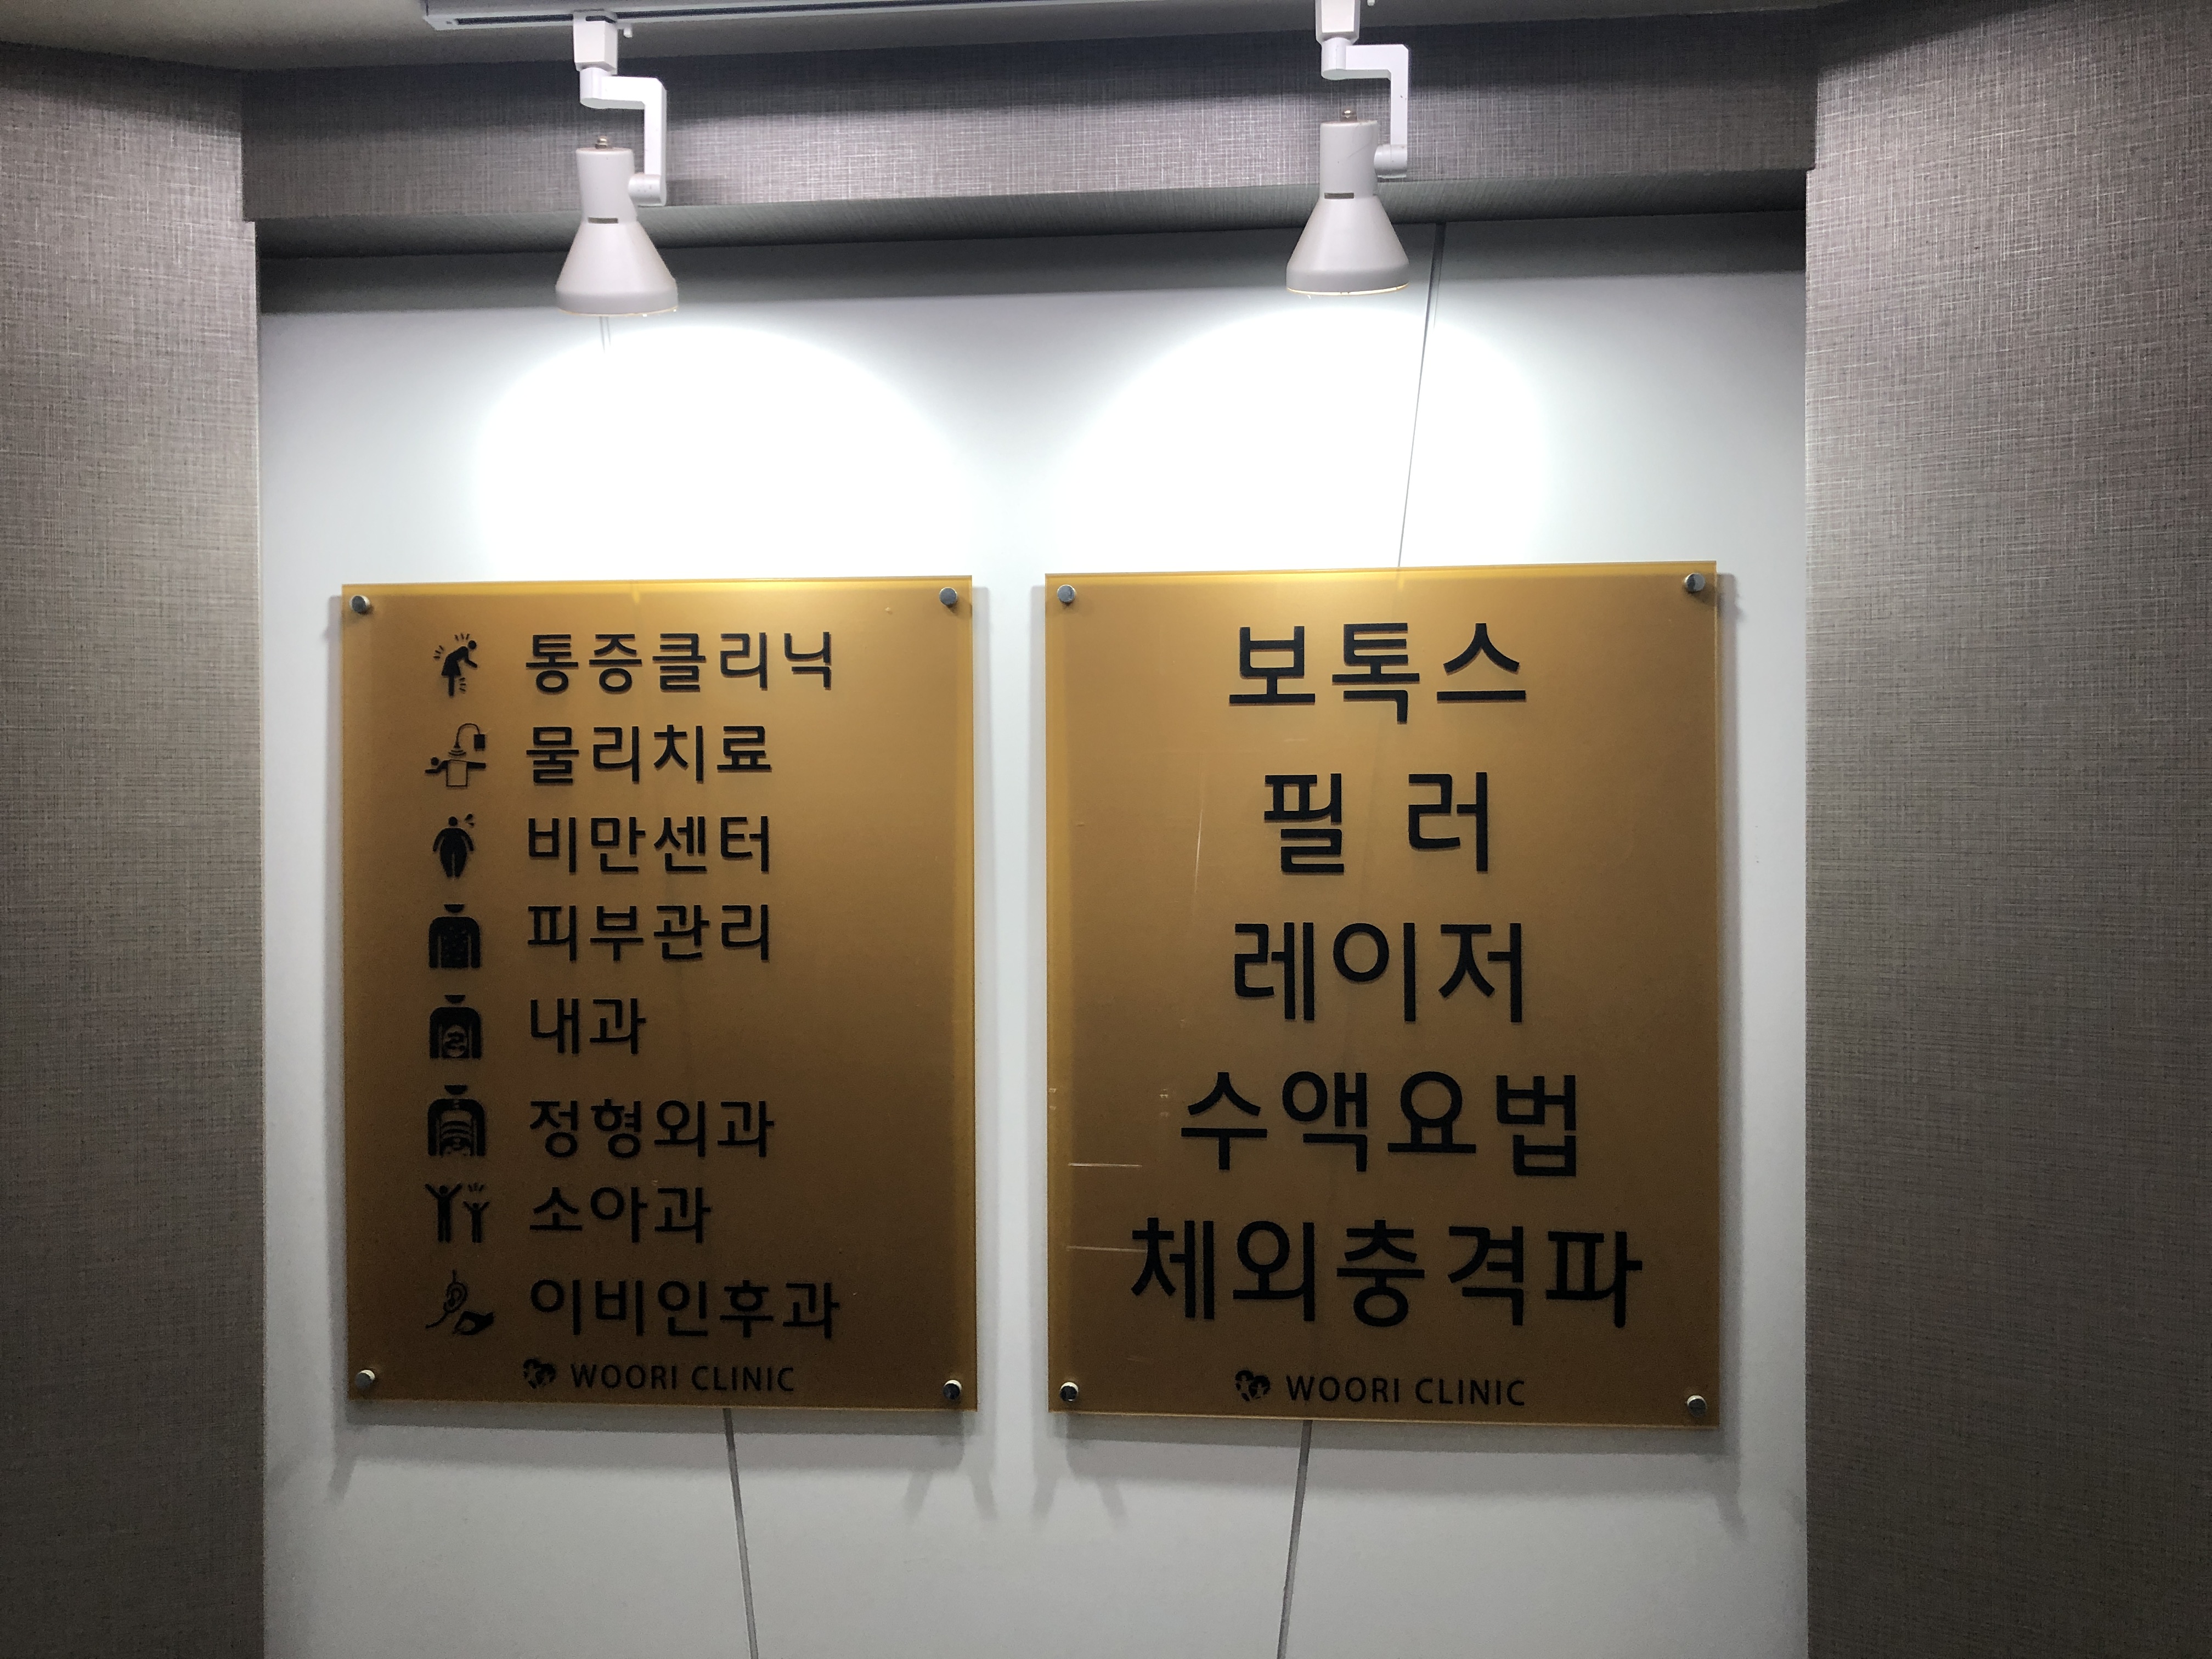 통증클리닉
물리치료
비만센터
피부관리
내과
정형외과
소아과
이비인후과
WOORI CLINIC
보톡스
필 러
레이저
수액요법
체외충격파
WOORI CLINIC